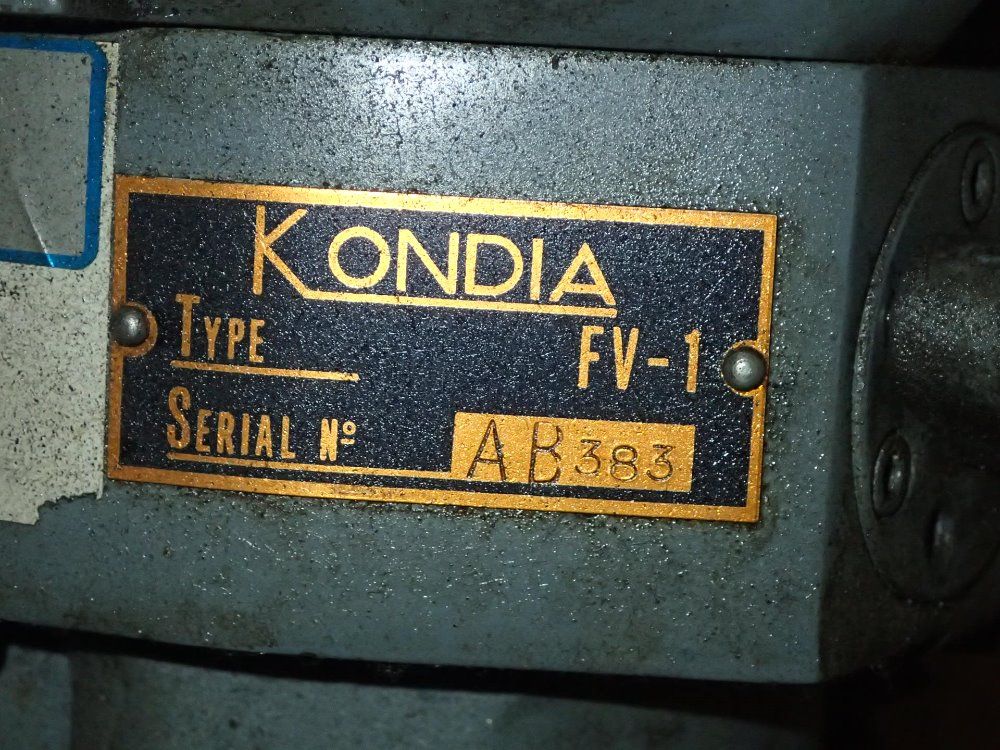 KONDIA
TYPE FV-1
SERIAL Nº AB383